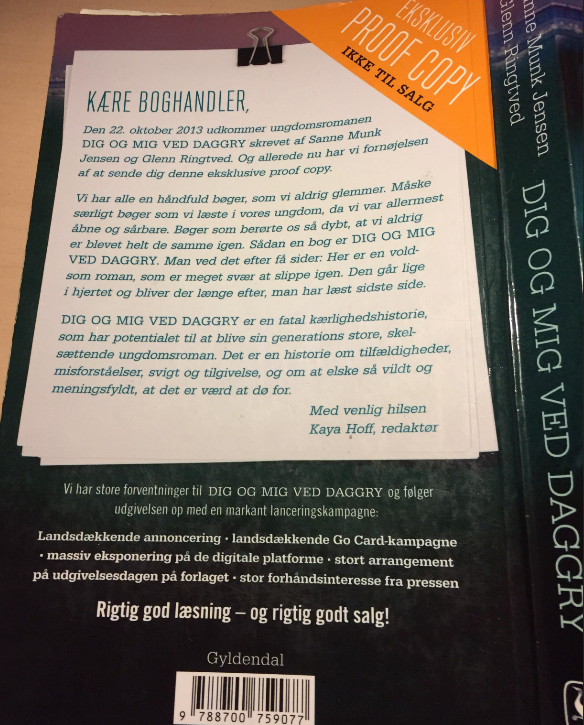 EKSKLUSIV
PROOF COPY
IKKE TIL SALG
KÆRE BOGHANDLER,
Den 22. oktober 2013 udkommer ungdomsromanen
DIG OG MIG VED DAGGRY skrevet af Sanne Munk
Jensen og Glenn Ringtved. Og allerede nu har vi fornøjelsen
af at sende dig denne eksklusive proof copy.
Vi har alle en håndfuld bøger, som vi aldrig glemmer. Måske
særligt bøger som vi læste i vores ungdom, da vi var allermest
åbne og sårbare. Bøger som berørte os så dybt, at vi aldrig
er blevet helt de samme igen. Sådan en bog er DIG OG MIG
VED DAGGRY. Man ved det efter få sider: Her er en vold-
som roman, som er meget svær at slippe igen. Den går lige
i hjertet og bliver der længe efter, man har læst sidste side.
DIG OG MIG VED DAGGRY er en fatal kærlighedshistorie,
som har potentialet til at blive sin generations store, skel-
sættende ungdomsroman. Det er en historie om tilfældigheder,
misforståelser, svigt og tilgivelse, og om at elske så vildt og
meningsfyldt, at det er værd at dø for.
Med venlig hilsen
Kaya Hoff, redaktør
Vi har store forventninger til DIG OG MIG VED DAGGRY og følger
udgivelsen op med en markant lanceringskampagne:
Landsdækkende annoncering · landsdækkende Go Card-kampagne
· massiv eksponering på de digitale platforme · stort arrangement
på udgivelsesdagen på forlaget · stor forhåndsinteresse fra pressen
Rigtig god læsning – og rigtig godt salg!
Gyldendal
9 788700 759077
Munk Jensen
Glenn Ringtved
DIG OG MIG VED DAGGRY